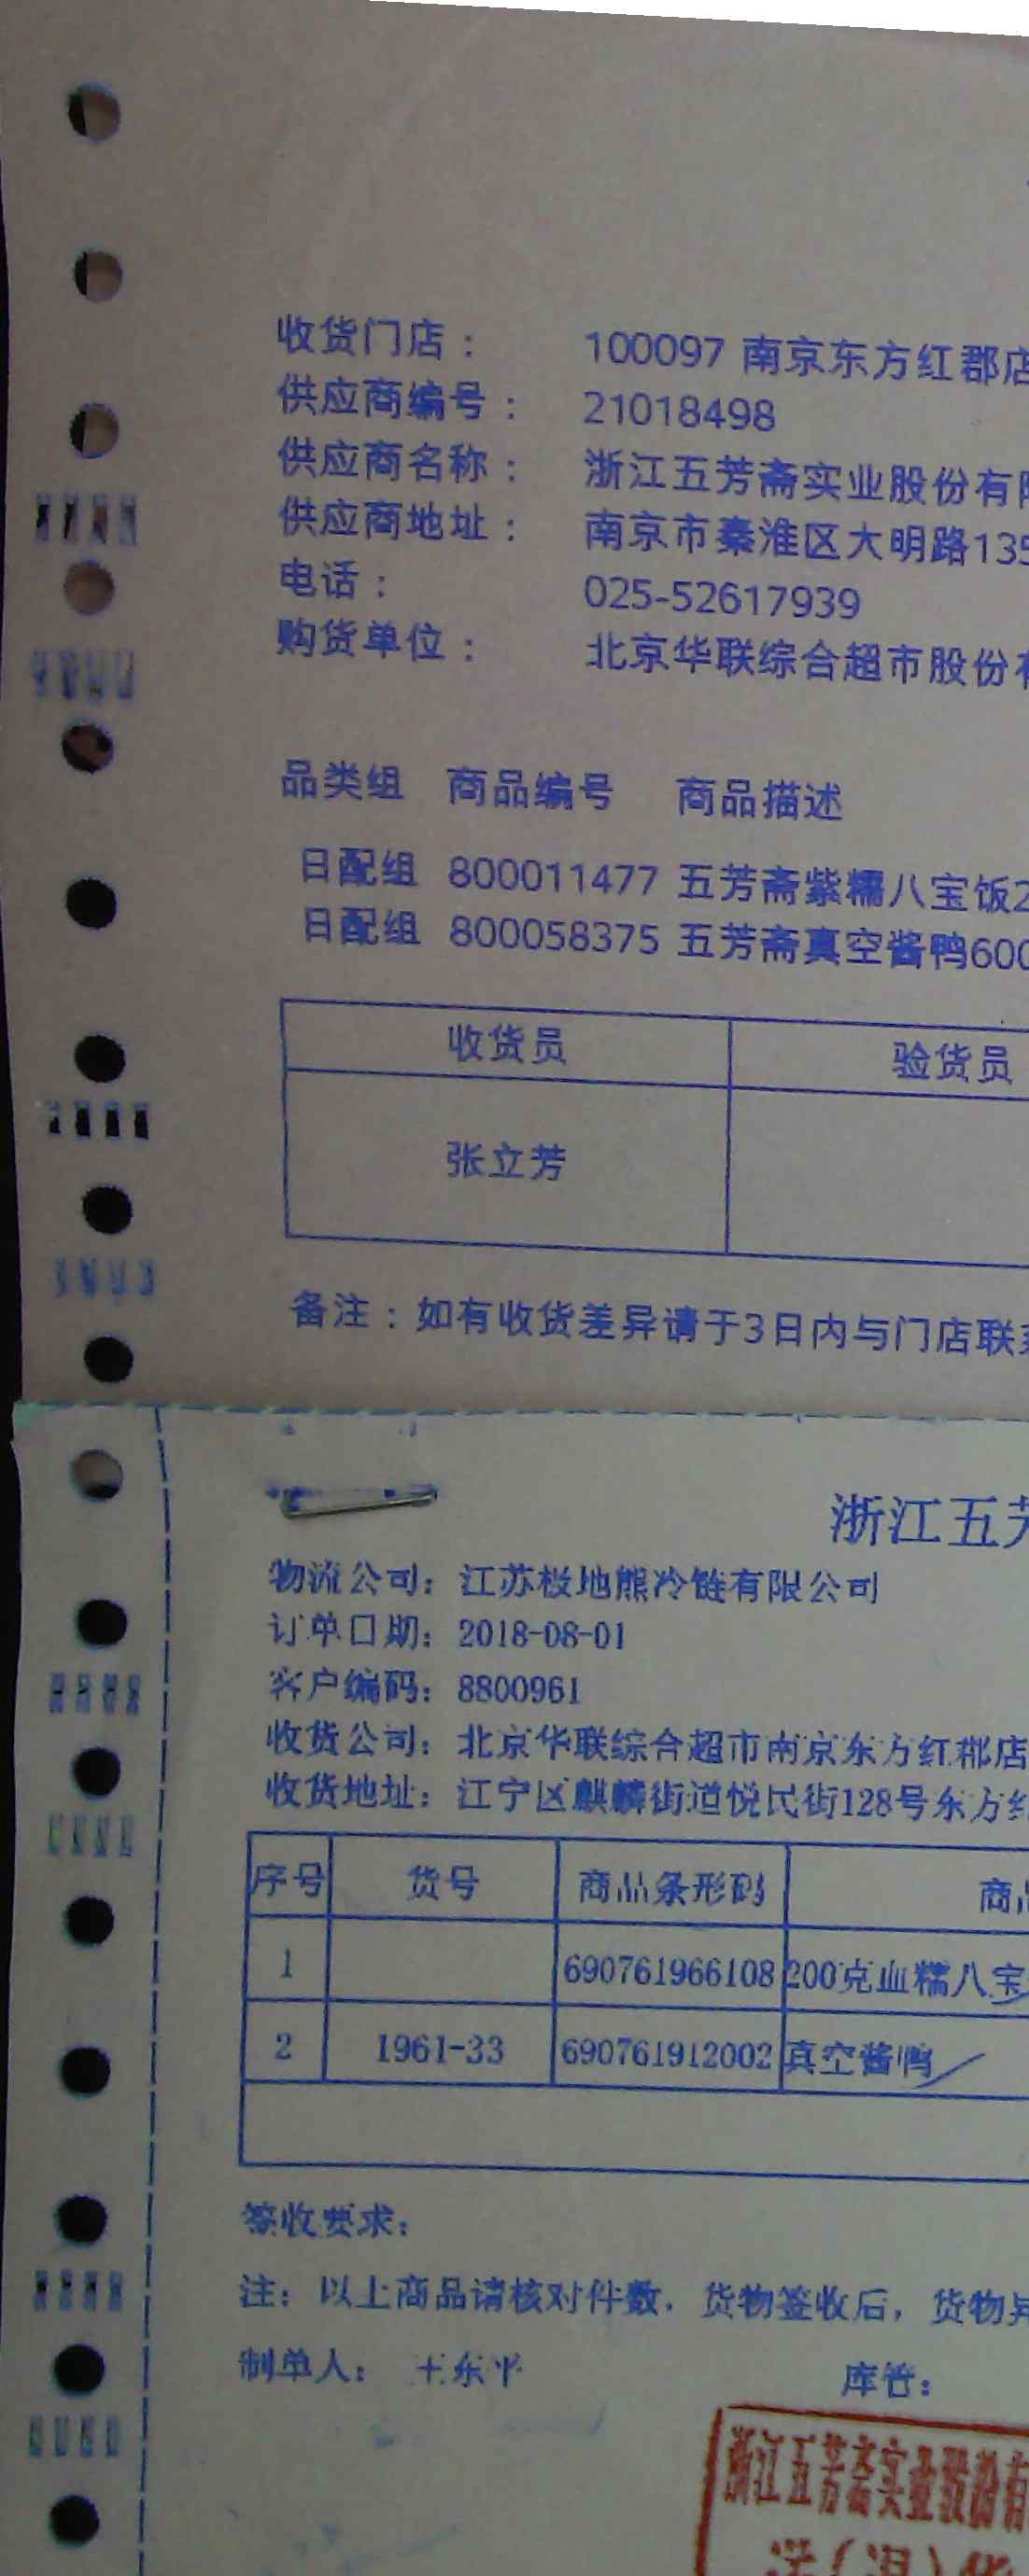 收货门店： 100097 南京东方红郡店
供应商编号： 21018498
供应商名称： 浙江五芳斋实业股份有
供应商地址： 南京市秦淮区大明路135
电话： 025-52617939
购货单位： 北京华联综合超市股份
品类组 商品编号 商品描述
日配组 800011477 五芳斋紫糯八宝饭2
日配组 800058375 五芳斋真空酱鸭600
收货员 验货员
张立芳
备注：如有收货差异请于3日内与门店联
浙江五
物流公司：江苏极地熊冷链有限公司
订单日期：2018-08-01
客户编码：8800961
收货公司：北京华联综合超市南京东方红郡店
收货地址：江宁区麒麟街道悦民街128号东方
序号 货号 商品条形码 商
1 690761966108 200克血糯八宝
2 1961-33 690761912002 真空酱鸭
签收要求：
注：以上商品请核对件数，货物签收后，货物
制单人： 东平 库管：
浙江五芳斋实业股份有